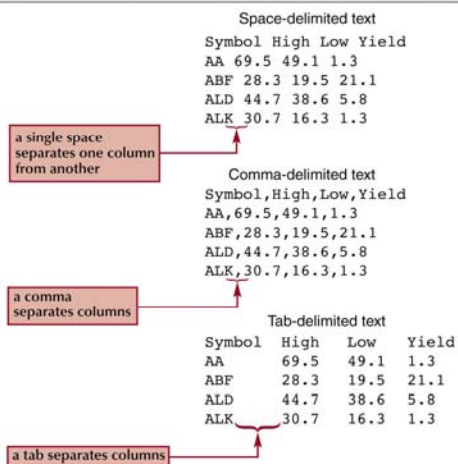 Space-delimited text
Symbol High Low Yield
AA 69.5 49.1 1.3
ABF 28.3 19.5 21.1
ALD 44.7 38.6 5.8
ALK 30.7 16.3 1.3
a single space
separates one column
from another
Comma-delimited text
Symbol,High,Low,Yield
AA,69.5,49.1,1.3
ABF,28.3,19.5,21.1
ALD,44.7,38.6,5.8
ALK,30.7,16.3,1.3
a comma
separates columns
Tab-delimited text
Symbol High Low Yield
AA 69.5 49.1 1.3
ABF 28.3 19.5 21.1
ALD 44.7 38.6 5.8
ALK 30.7 16.3 1.3
a tab separates columns